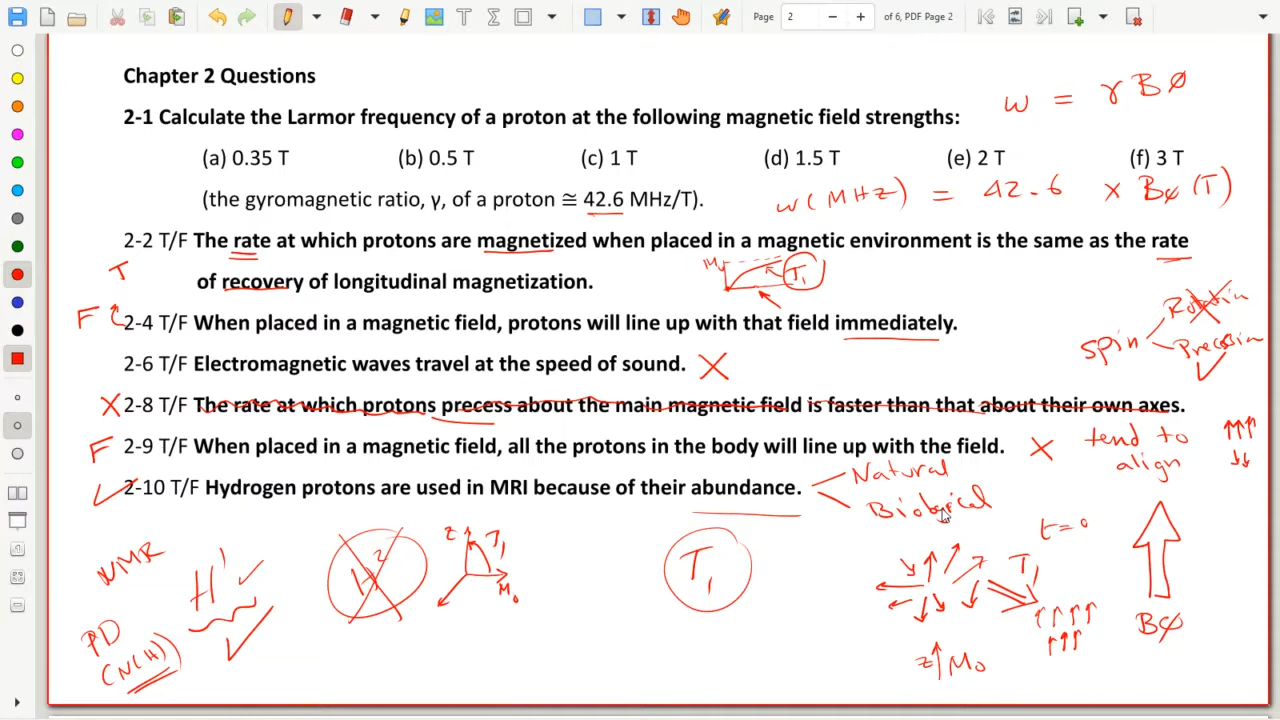 Page 2 of 6, PDF Page 2
Chapter 2 Questions
ω = γ BØ
2-1 Calculate the Larmor frequency of a proton at the following magnetic field strengths:
(a) 0.35 T (b) 0.5 T (c) 1 T (d) 1.5 T (e) 2 T (f) 3 T
(the gyromagnetic ratio, γ, of a proton ≅ 42.6 MHz/T).
ω(MHz) = 42.6 × BØ (T)
2-2 T/F The rate at which protons are magnetized when placed in a magnetic environment is the same as the rate
T
of recovery of longitudinal magnetization.
M₀ T₁
F 2-4 T/F When placed in a magnetic field, protons will line up with that field immediately.
Spin
Rotation
Precession
2-6 T/F Electromagnetic waves travel at the speed of sound. X
X 2-8 T/F The rate at which protons precess about the main magnetic field is faster than that about their own axes.
F 2-9 T/F When placed in a magnetic field, all the protons in the body will line up with the field. X
tend to
align
2-10 T/F Hydrogen protons are used in MRI because of their abundance.
Natural
Biological
NMR
H¹
PD
(N(H))
H²
Z T₁
M₀
T₁
t=0
T₁
Z M₀
BØ